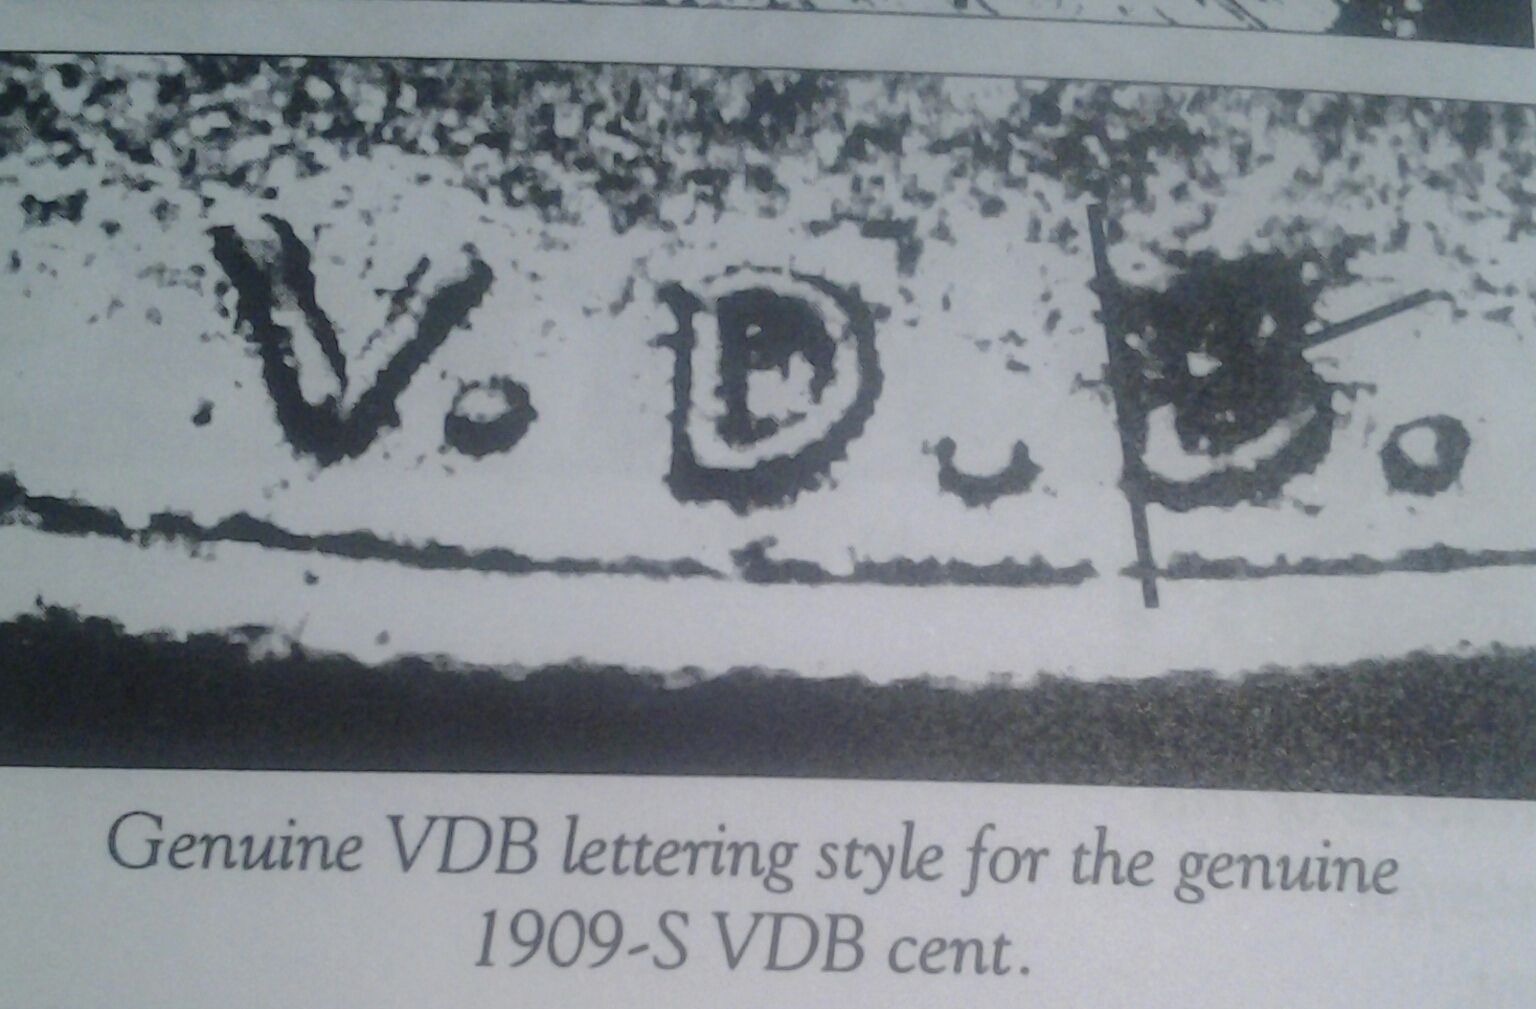 V. D. B.
Genuine VDB lettering style for the genuine
1909-S VDB cent.